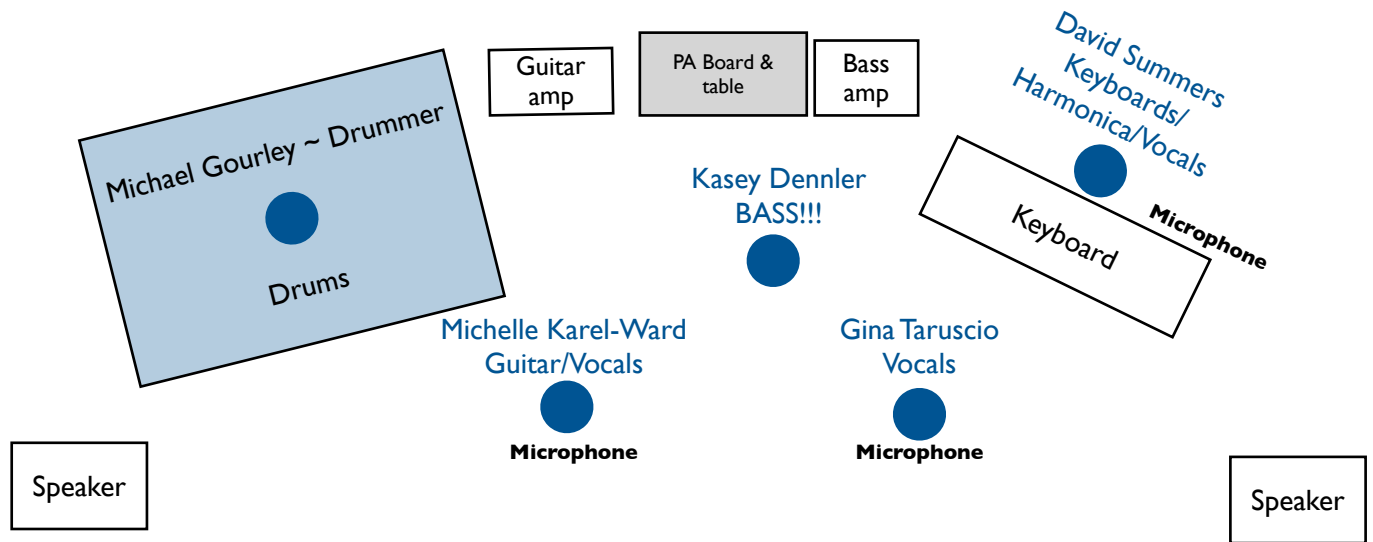 Guitar
amp
PA Board &
table
Bass
amp
David Summers
Keyboards/
Harmonica/Vocals
Michael Gourley ~ Drummer
Drums
Kasey Dennler
BASS!!!
Keyboard
Microphone
Michelle Karel-Ward
Guitar/Vocals
Microphone
Gina Taruscio
Vocals
Microphone
Speaker
Speaker